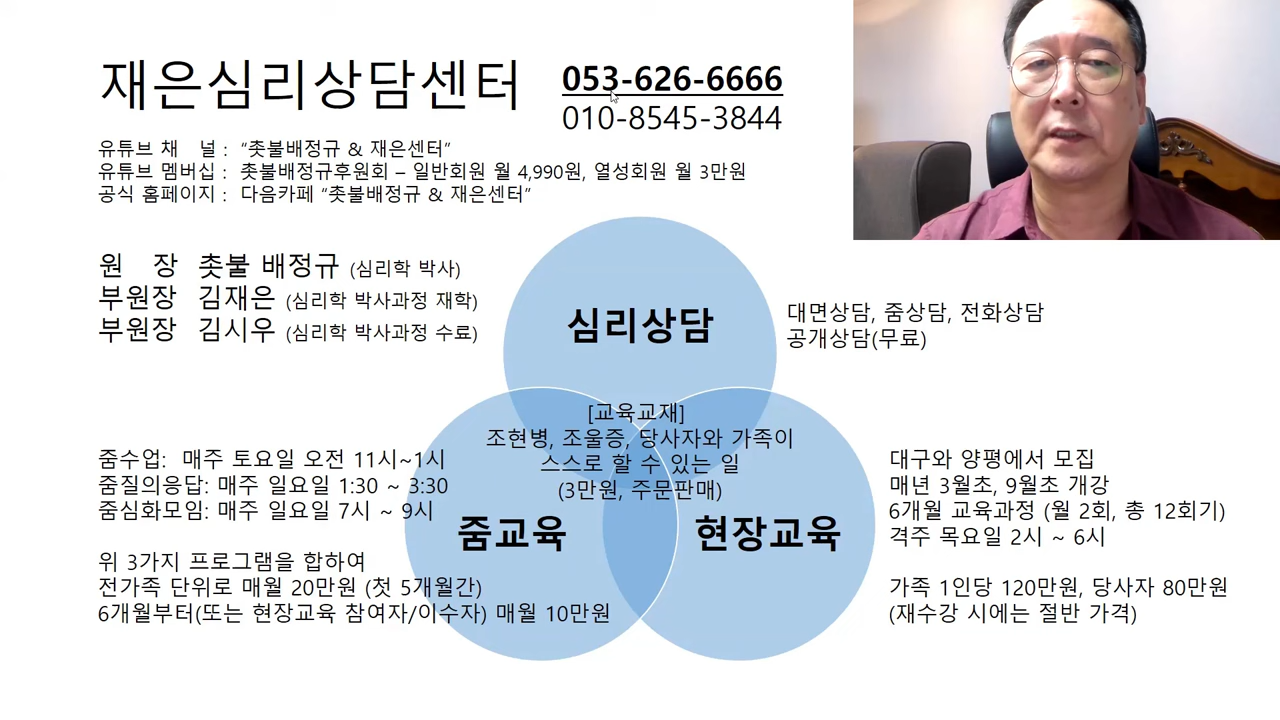 재은심리상담센터
053-626-6666
010-8545-3844
유튜브 채 널 : “촛불배정규 & 재은센터”
유튜브 멤버십 : 촛불배정규후원회 – 일반회원 월 4,990원, 열성회원 월 3만원
공식 홈페이지 : 다음카페 “촛불배정규 & 재은센터”
원 장 촛불 배정규 (심리학 박사)
부원장 김재은 (심리학 박사과정 재학)
부원장 김시우 (심리학 박사과정 수료)
심리상담
대면상담, 줌상담, 전화상담
공개상담(무료)
[교육교재]
조현병, 조울증, 당사자와 가족이
스스로 할 수 있는 일
(3만원, 주문판매)
줌수업: 매주 토요일 오전 11시~1시
줌질의응답: 매주 일요일 1:30 ~ 3:30
줌심화모임: 매주 일요일 7시 ~ 9시
줌교육
위 3가지 프로그램을 합하여
전가족 단위로 매월 20만원 (첫 5개월간)
6개월부터(또는 현장교육 참여자/이수자) 매월 10만원
현장교육
대구와 양평에서 모집
매년 3월초, 9월초 개강
6개월 교육과정 (월 2회, 총 12회기)
격주 목요일 2시 ~ 6시
가족 1인당 120만원, 당사자 80만원
(재수강 시에는 절반 가격)